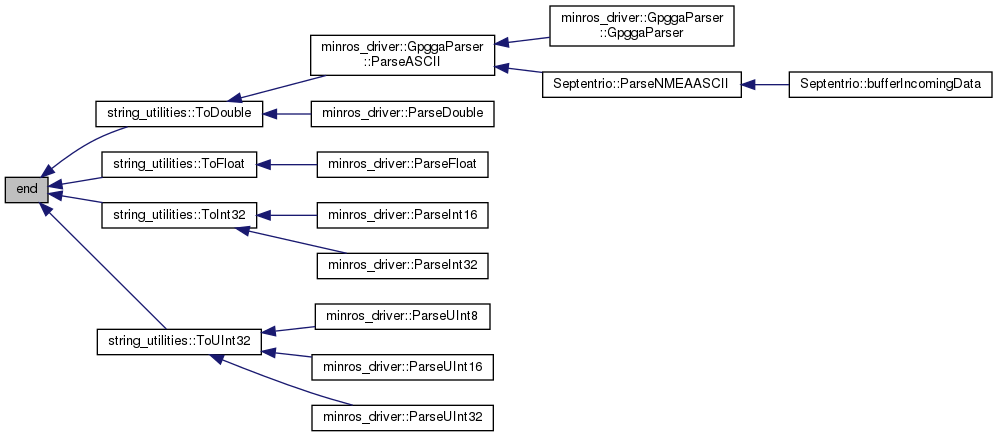 minros_driver::GpggaParser
::GpggaParser
minros_driver::GpggaParser
::ParseASCII
Septentrio::ParseNMEAASCII
Septentrio::bufferIncomingData
string_utilities::ToDouble
minros_driver::ParseDouble
string_utilities::ToFloat
minros_driver::ParseFloat
end
string_utilities::ToInt32
minros_driver::ParseInt16
minros_driver::ParseInt32
minros_driver::ParseUInt8
string_utilities::ToUInt32
minros_driver::ParseUInt16
minros_driver::ParseUInt32